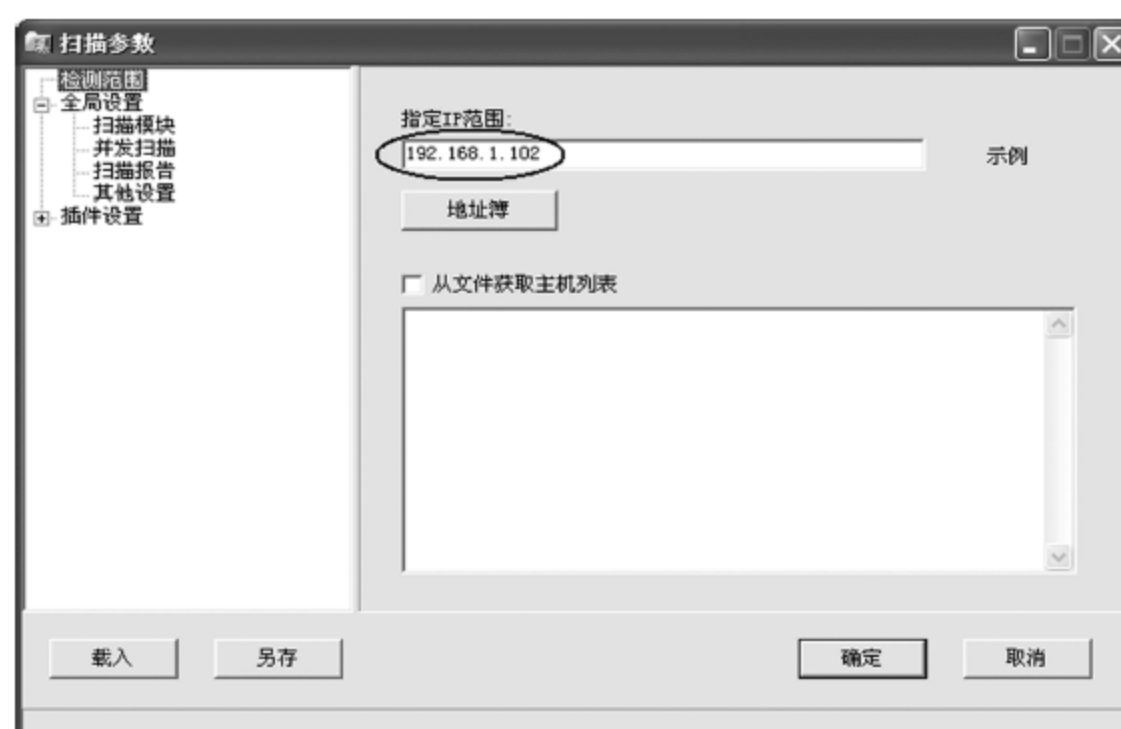 扫描参数
检测范围
全局设置
扫描模块
并发扫描
扫描报告
其他设置
插件设置
指定IP范围:
192.168.1.102
示例
地址簿
从文件获取主机列表
载入
另存
确定
取消